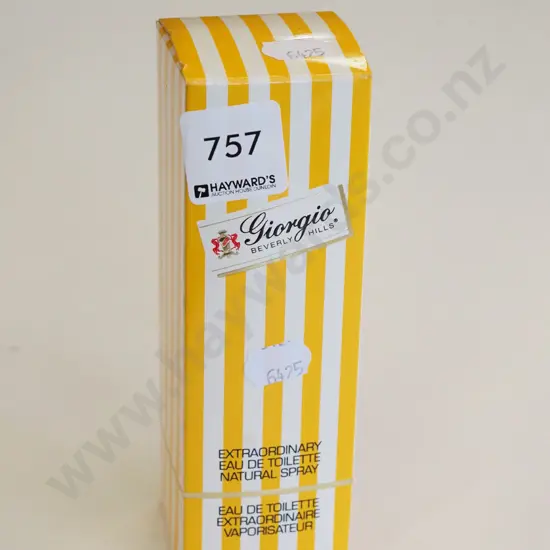 6425
757
HAYWARD'S
AUCTION HOUSE DUNEDIN
Giorgio
BEVERLY HILLS
6425
EXTRAORDINARY
EAU DE TOILETTE
NATURAL SPRAY
EAU DE TOILETTE
EXTRAORDINAIRE
VAPORISATEUR
www.haywards.co.nz